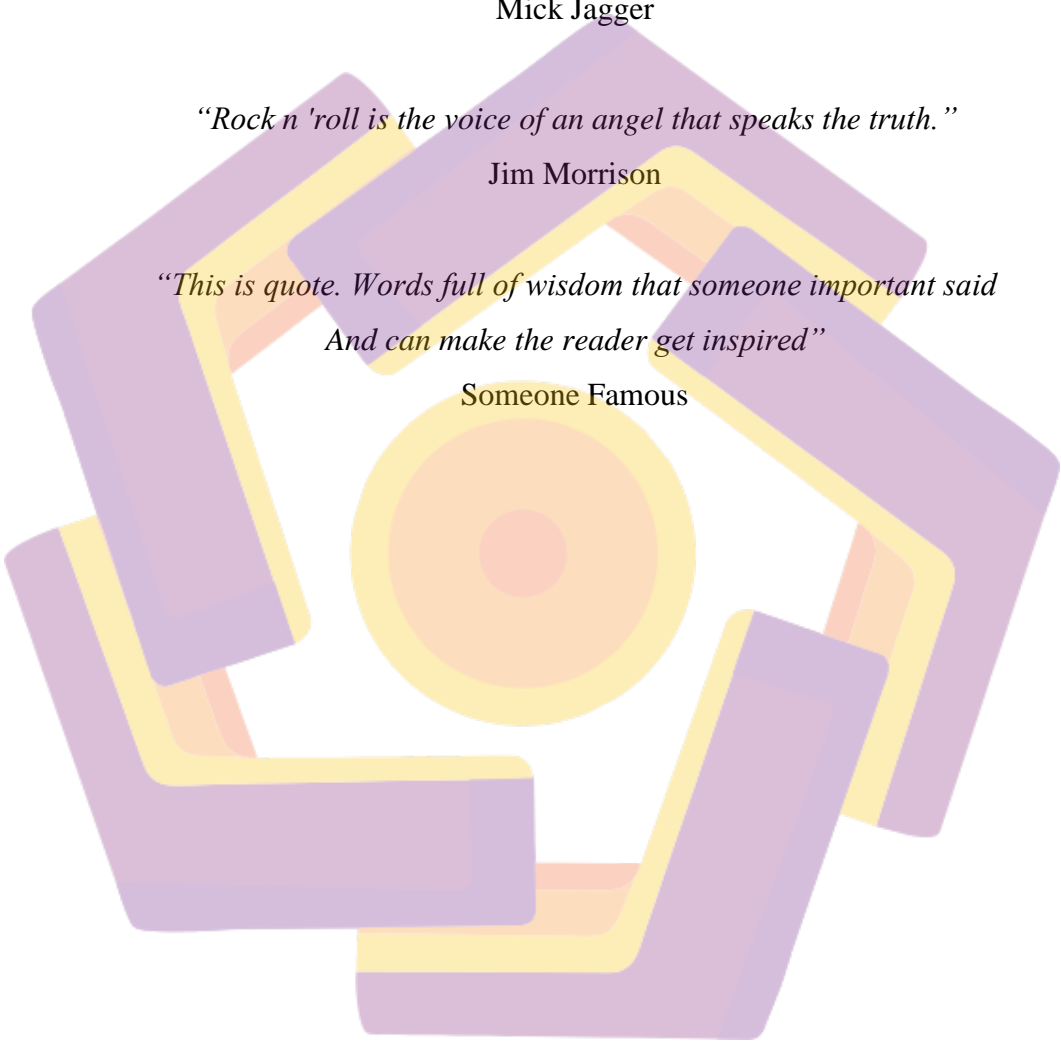 Mick Jagger
“Rock n 'roll is the voice of an angel that speaks the truth.”
Jim Morrison
“This is quote. Words full of wisdom that someone important said
And can make the reader get inspired”
Someone Famous